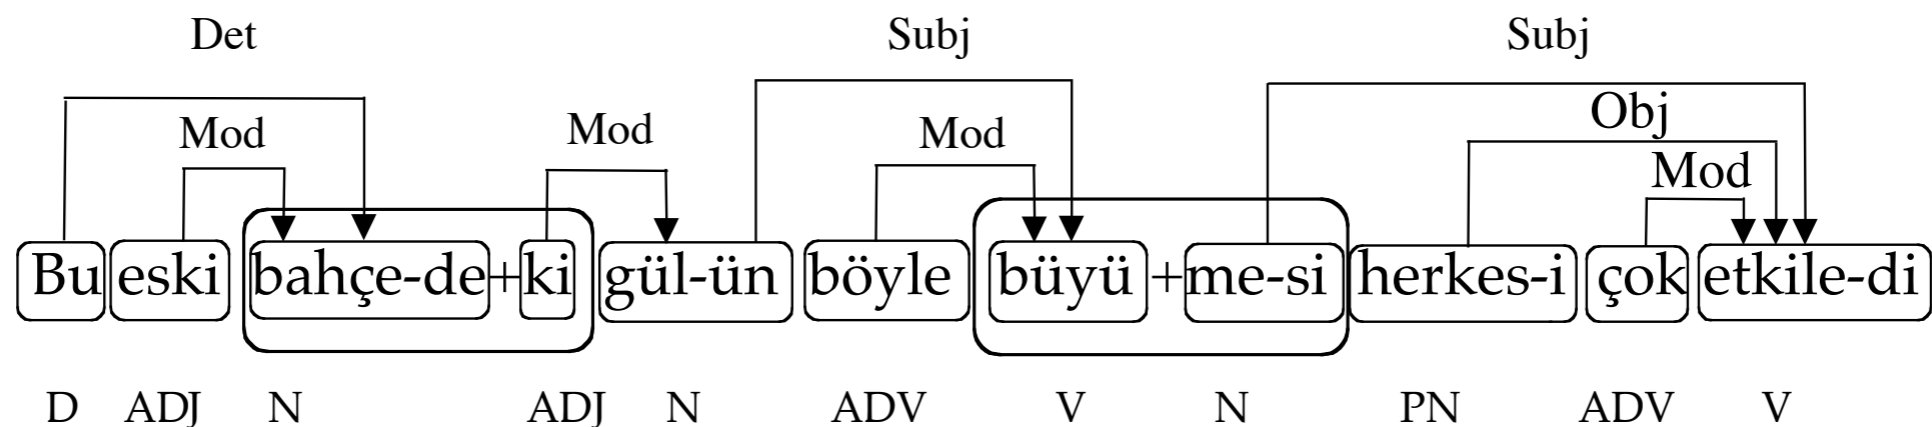 Det Subj Subj
Obj
Mod Mod Mod
Mod
Bu eski bahçe-de+ki gül-ün böyle büyü +me-si herkes-i çok etkile-di
D ADJ N ADJ N ADV V N PN ADV V